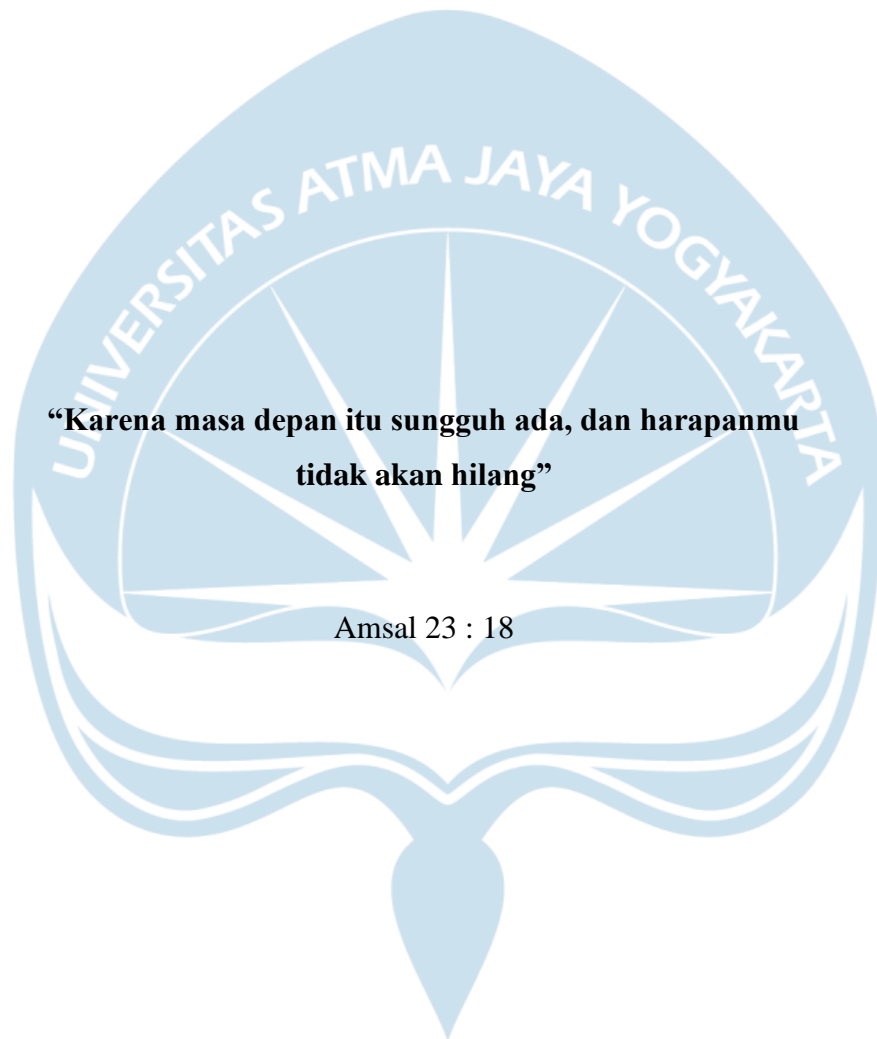 UNIVERSITAS ATMA JAYA YOGYAKARTA
“Karena masa depan itu sungguh ada, dan harapanmu
tidak akan hilang”
Amsal 23 : 18